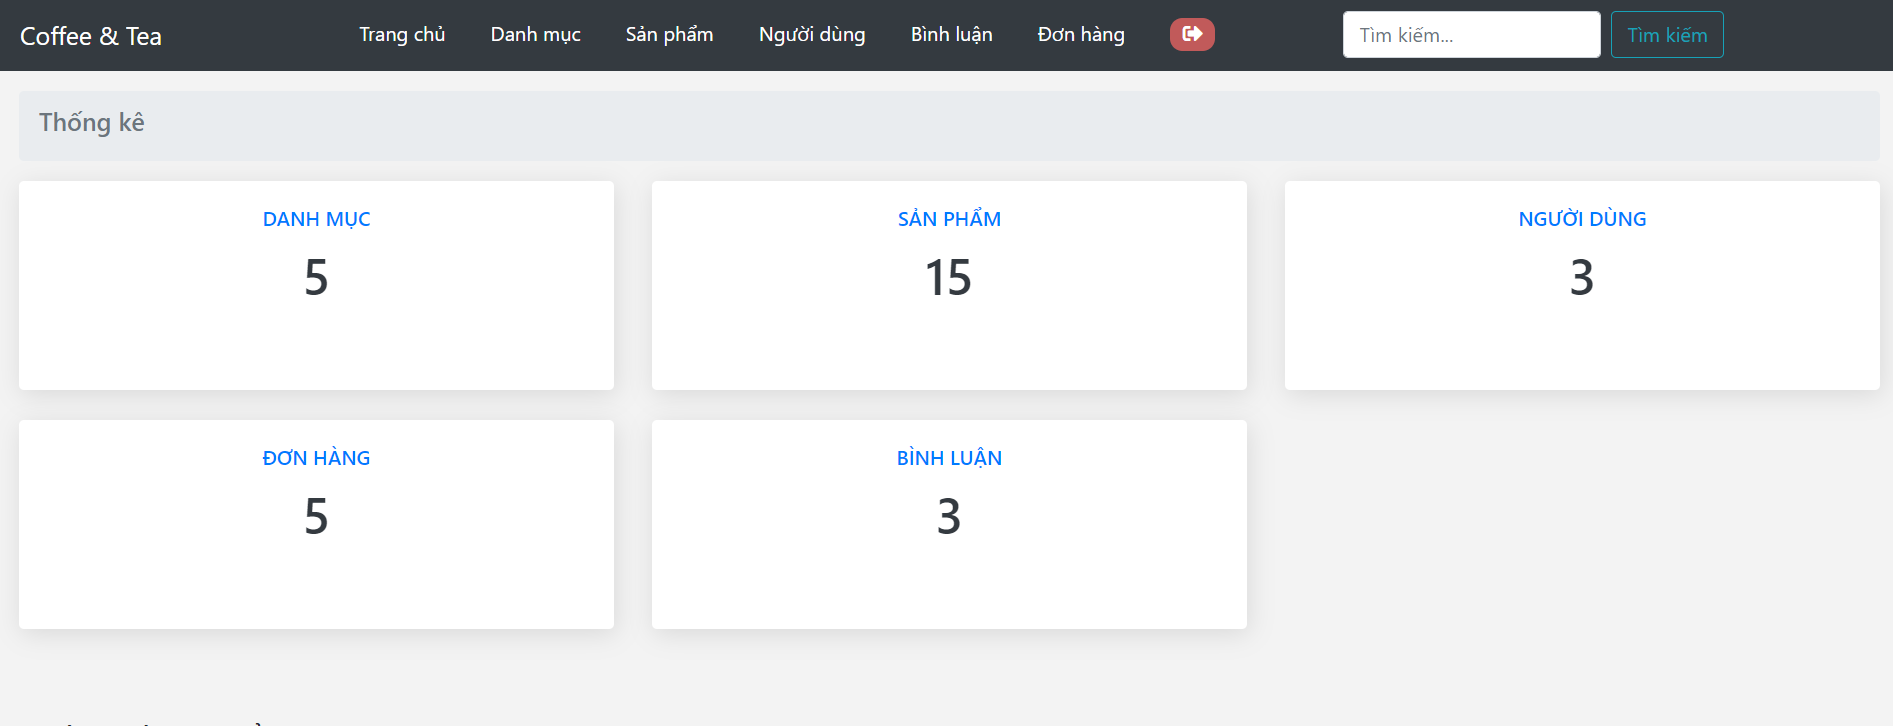 Coffee & Tea
Trang chủ
Danh mục
Sản phẩm
Người dùng
Bình luận
Đơn hàng
Tìm kiếm...
Tìm kiếm
Thống kê
DANH MỤC
5
SẢN PHẨM
15
NGƯỜI DÙNG
3
ĐƠN HÀNG
5
BÌNH LUẬN
3